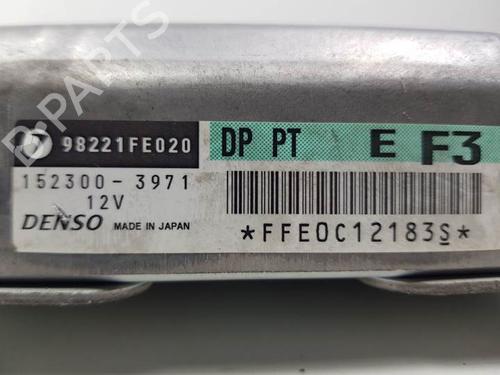 98221FE020 DP PT E F3
152300-3971
12V
DENSO MADE IN JAPAN
*FFE0C12183S*
B-PARTS